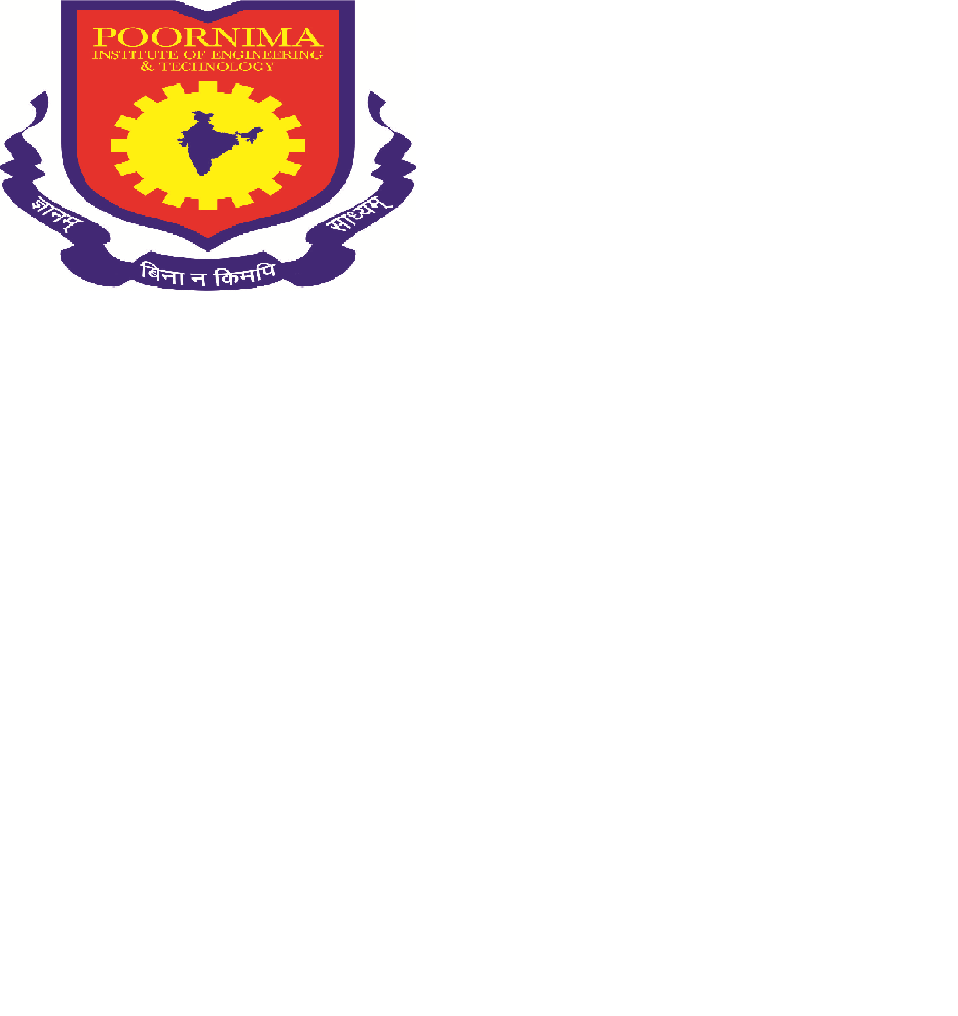 POORNIMA
INSTITUTE OF ENGINEERING
& TECHNOLOGY
ज्ञानम्
बिना न किमपि
साध्यम्